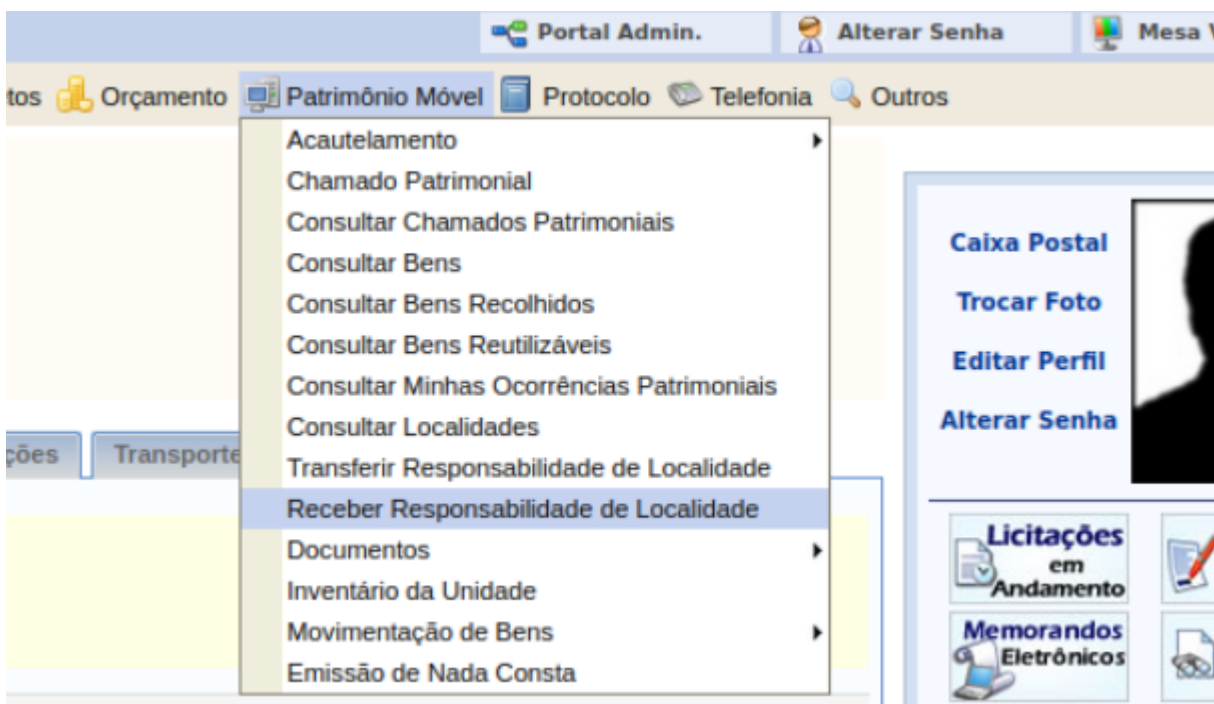 Portal Admin. Alterar Senha Mesa
Orçamento Patrimônio Móvel Protocolo Telefonia Outros
Acautelamento
Chamado Patrimonial
Consultar Chamados Patrimoniais
Consultar Bens
Consultar Bens Recolhidos
Consultar Bens Reutilizáveis
Consultar Minhas Ocorrências Patrimoniais
Consultar Localidades
Transferir Responsabilidade de Localidade
Receber Responsabilidade de Localidade
Documentos
Inventário da Unidade
Movimentação de Bens
Emissão de Nada Consta
ções Transporte
Caixa Postal
Trocar Foto
Editar Perfil
Alterar Senha
Licitações
em
Andamento
Memorandos
Eletrônicos